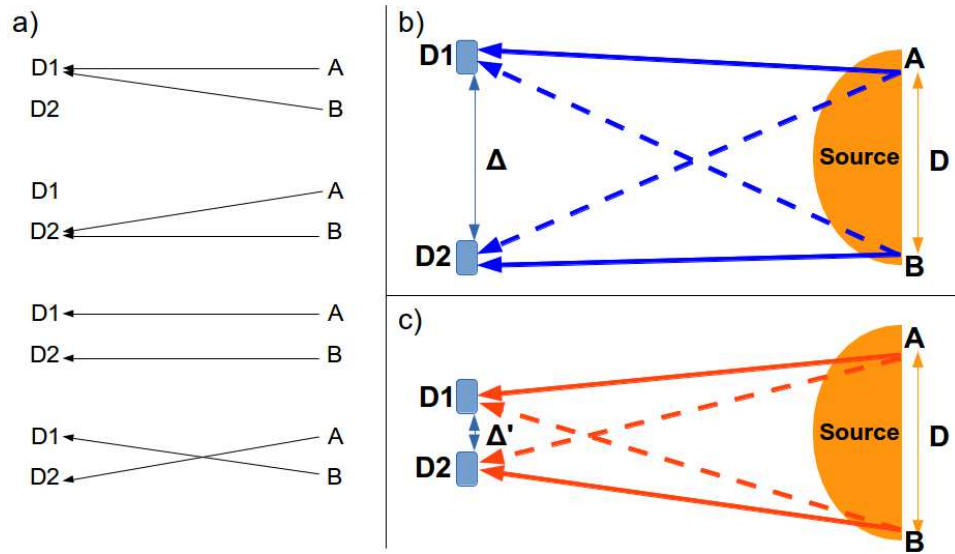 a)
D1 A
D2 B
D1 A
D2 B
D1 A
D2 B
D1 A
D2 B
b)
D1 A
Δ Source D
D2 B
c)
A
D1
Δ' Source D
D2
B